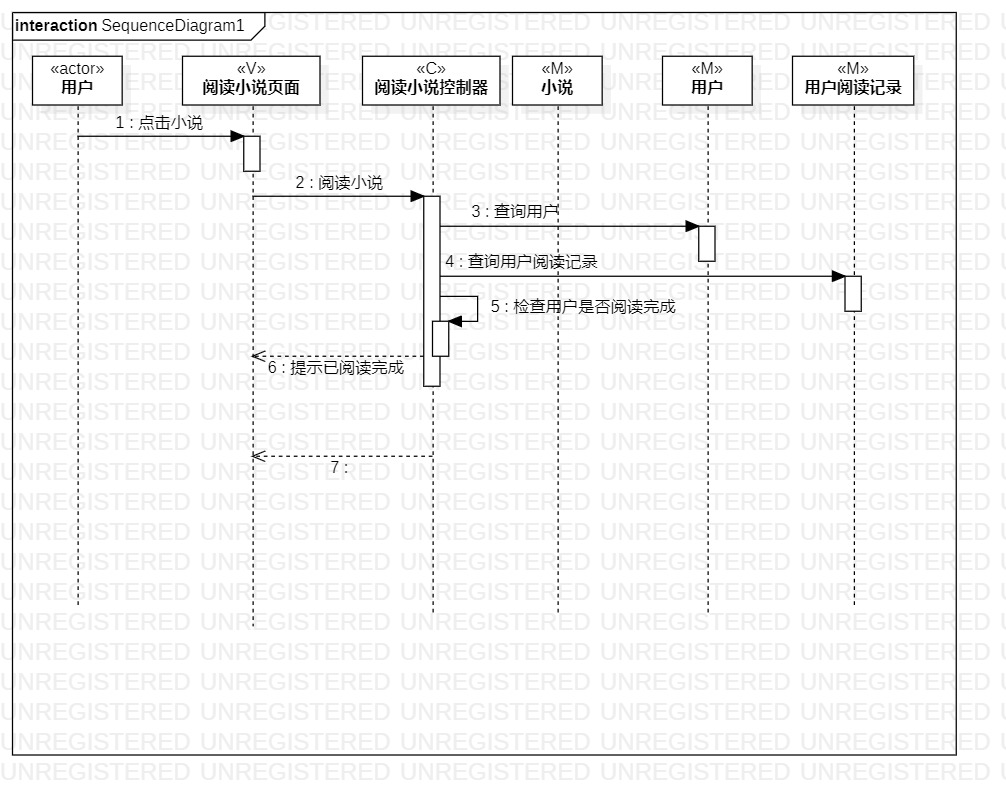 interaction SequenceDiagram1
«actor»
用户
«V»
阅读小说页面
«C»
阅读小说控制器
«M»
小说
«M»
用户
«M»
用户阅读记录
1 : 点击小说
2 : 阅读小说
3 : 查询用户
4 : 查询用户阅读记录
5 : 检查用户是否阅读完成
6 : 提示已阅读完成
7 :
UNREGISTERED UNREGISTERED UNREGISTERED UNREGISTERED UNREGISTERED